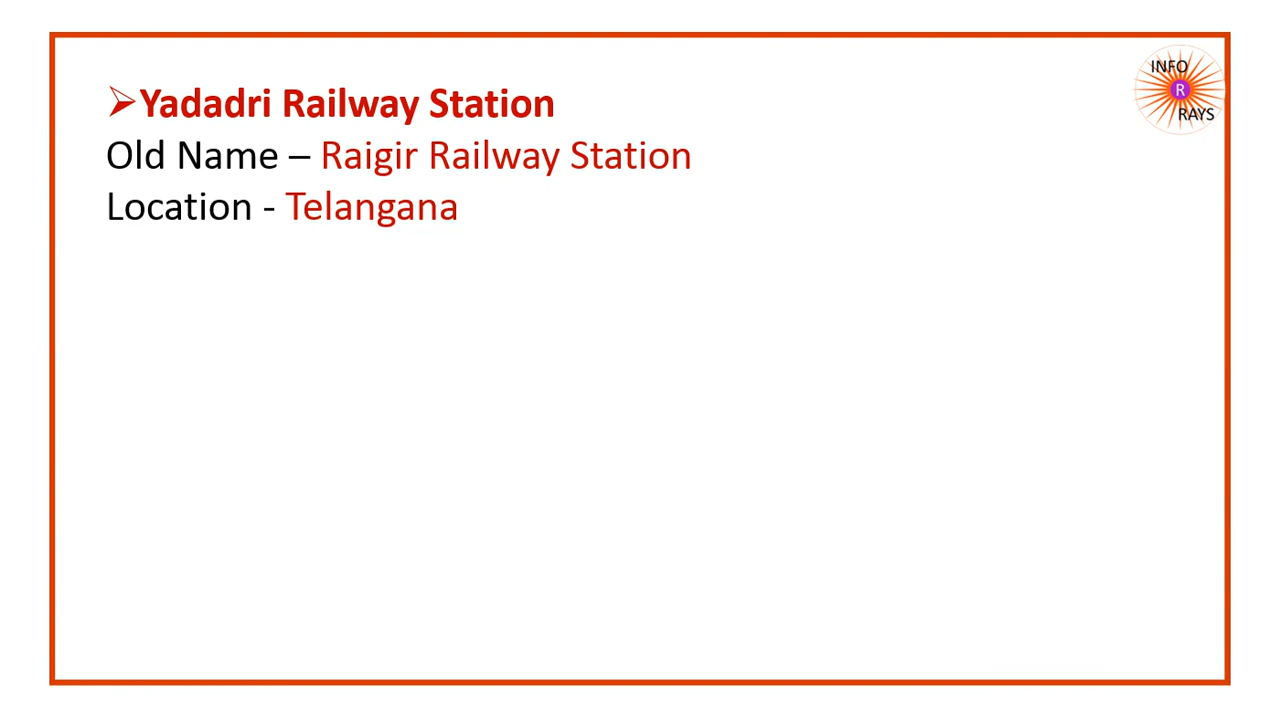 ➢Yadadri Railway Station
Old Name – Raigir Railway Station
Location - Telangana
INFO
R
RAYS